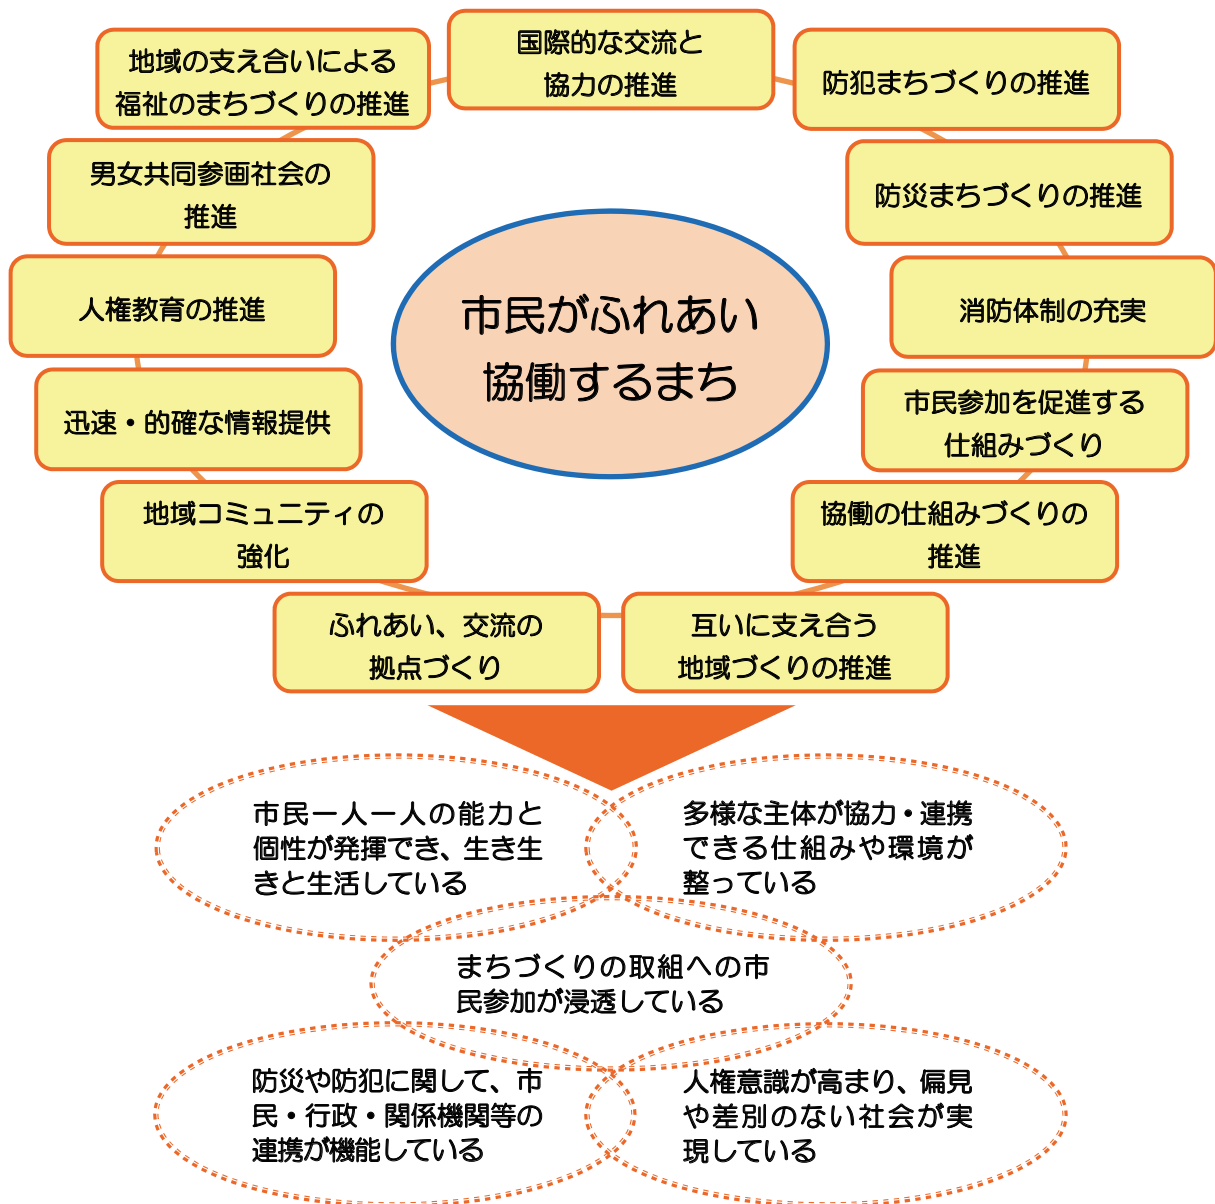 国際的な交流と
協力の推進
防犯まちづくりの推進
防災まちづくりの推進
消防体制の充実
市民参加を促進する
仕組みづくり
協働の仕組みづくりの
推進
互いに支え合う
地域づくりの推進
ふれあい、交流の
拠点づくり
地域コミュニティの
強化
迅速・的確な情報提供
人権教育の推進
男女共同参画社会の
推進
地域の支え合いによる
福祉のまちづくりの推進
市民がふれあい
協働するまち
市民一人一人の能力と
個性が発揮でき、生き生
きと生活している
多様な主体が協力・連携
できる仕組みや環境が
整っている
まちづくりの取組への市
民参加が浸透している
防災や防犯に関して、市
民・行政・関係機関等の
連携が機能している
人権意識が高まり、偏見
や差別のない社会が実
現している